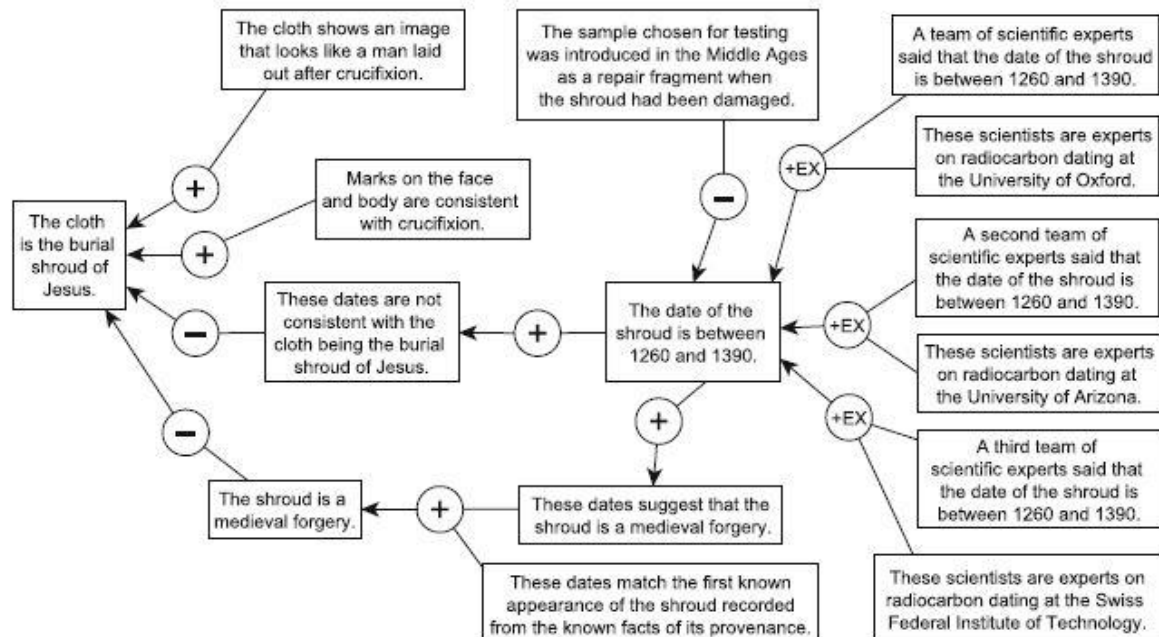 The cloth shows an image
that looks like a man laid
out after crucifixion.
The sample chosen for testing
was introduced in the Middle Ages
as a repair fragment when
the shroud had been damaged.
A team of scientific experts
said that the date of the shroud
is between 1260 and 1390.
+EX
These scientists are experts
on radiocarbon dating at
the University of Oxford.
+
−
Marks on the face
and body are consistent
with crucifixion.
The cloth
is the burial
shroud of
Jesus.
+
A second team of
scientific experts said that
the date of the shroud is
between 1260 and 1390.
These dates are not
consistent with the
cloth being the burial
shroud of Jesus.
−
+
The date of the
shroud is between
1260 and 1390.
+EX
These scientists are experts
on radiocarbon dating at
the University of Arizona.
+
+EX
−
A third team of
scientific experts said that
the date of the shroud is
between 1260 and 1390.
The shroud is a
medieval forgery.
+
These dates suggest that the
shroud is a medieval forgery.
These dates match the first known
appearance of the shroud recorded
from the known facts of its provenance.
These scientists are experts on
radiocarbon dating at the Swiss
Federal Institute of Technology.